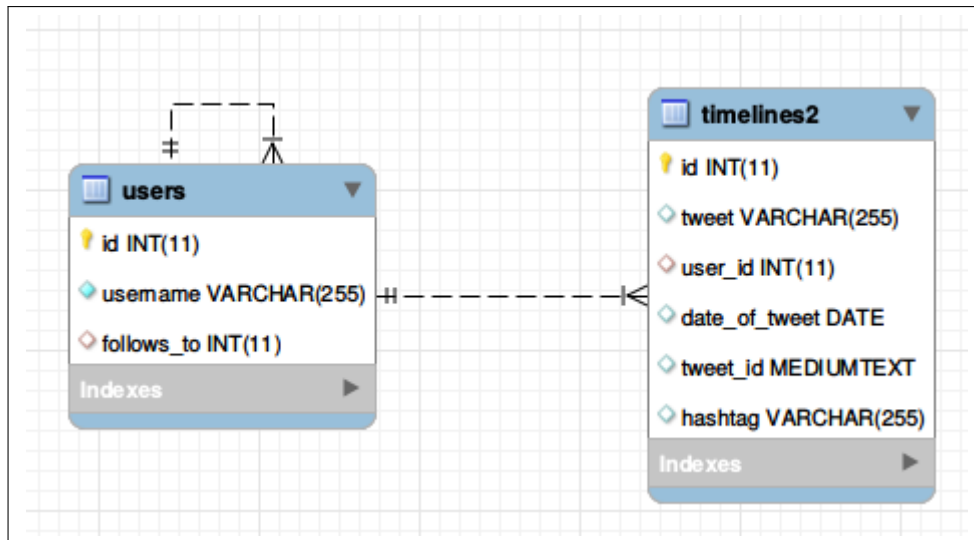 users
id INT(11)
username VARCHAR(255)
follows_to INT(11)
Indexes
timelines2
id INT(11)
tweet VARCHAR(255)
user_id INT(11)
date_of_tweet DATE
tweet_id MEDIUMTEXT
hashtag VARCHAR(255)
Indexes